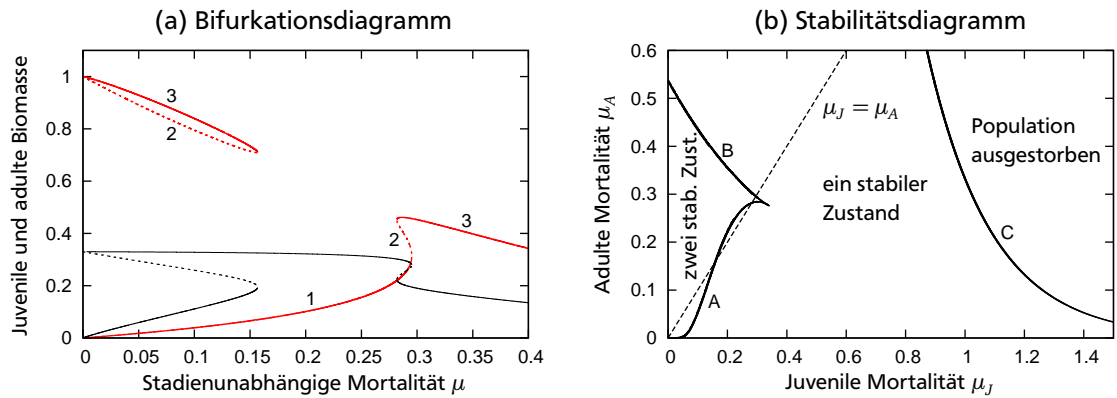 (a) Bifurkationsdiagramm
Juvenile und adulte Biomasse
1
0.8
0.6
0.4
0.2
0
3
2
1
2
3
0
0.05
0.1
0.15
0.2
0.25
0.3
0.35
0.4
Stadienunabhängige Mortalität μ
(b) Stabilitätsdiagramm
Adulte Mortalität μ_A
0.6
0.5
0.4
0.3
0.2
0.1
0
zwei stab. Zust.
B
A
μ_J = μ_A
ein stabiler
Zustand
Population
ausgestorben
C
0
0.2
0.4
0.6
0.8
1
1.2
1.4
Juvenile Mortalität μ_J